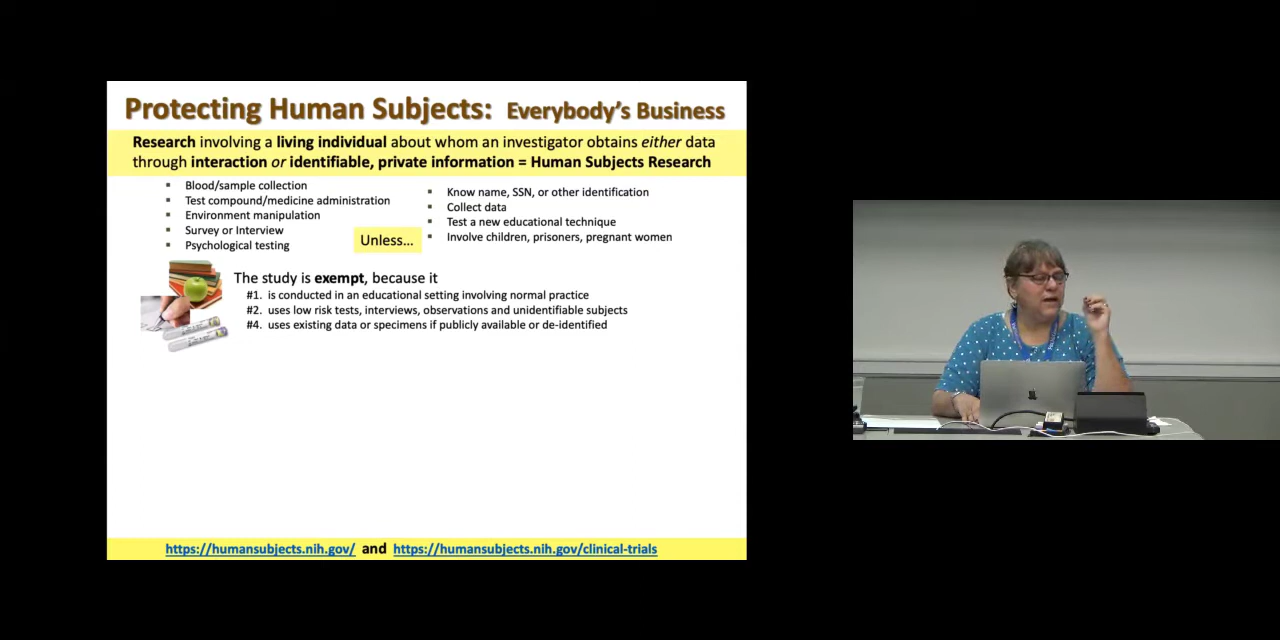 Protecting Human Subjects: Everybody's Business
Research involving a living individual about whom an investigator obtains either data
through interaction or identifiable, private information = Human Subjects Research
▪ Blood/sample collection
▪ Test compound/medicine administration
▪ Environment manipulation
▪ Survey or Interview
▪ Psychological testing
▪ Know name, SSN, or other identification
▪ Collect data
▪ Test a new educational technique
▪ Involve children, prisoners, pregnant women
Unless...
The study is exempt, because it
#1. is conducted in an educational setting involving normal practice
#2. uses low risk tests, interviews, observations and unidentifiable subjects
#4. uses existing data or specimens if publicly available or de-identified
https://humansubjects.nih.gov/ and https://humansubjects.nih.gov/clinical-trials